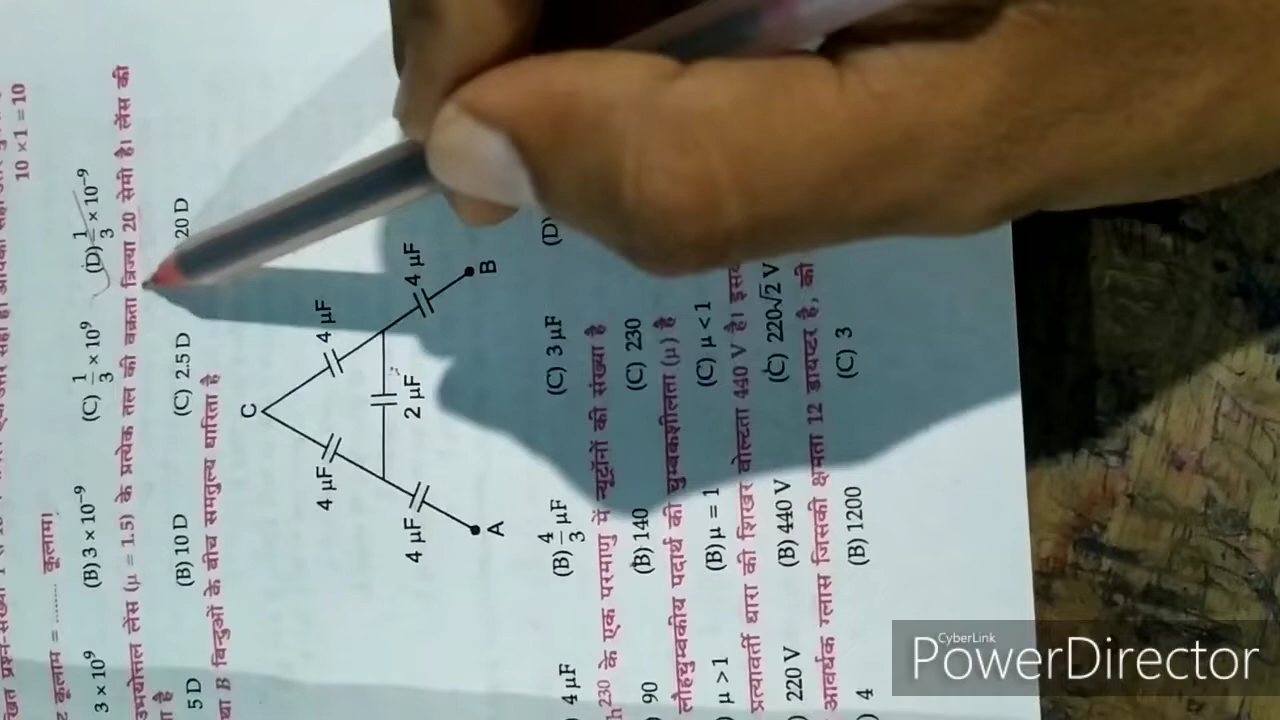 10 × 1 = 10
कूलाम = ........ कूलाम।
3 × 10⁹ (B) 3 × 10⁻⁹ (C) 1/3 × 10⁹ (D) 1/3 × 10⁻⁹
उभयोत्तल लेंस (μ = 1.5) के प्रत्येक तल की वक्रता त्रिज्या 20 सेमी है। लेंस की
है
5 D (B) 10 D (C) 2.5 D 20 D
B बिन्दुओं के बीच समतुल्य धारिता है
C
4 μF 4 μF
4 μF 2 μF 4 μF
A B
4 μF (B) 4/3 μF (C) 3 μF (D)
230 के एक परमाणु में न्यूट्रॉनों की संख्या है
90 (B) 140 (C) 230
लौहचुम्बकीय पदार्थ की चुम्बकशीलता (μ) है
μ > 1 (B) μ = 1 (C) μ < 1
प्रत्यावर्ती धारा की शिखर वोल्टता 440 V है।
220 V (B) 440 V (C) 220√2 V
आवर्धक ग्लास जिसकी क्षमता 12 डायप्टर है, की
4 (B) 1200 (C) 3
CyberLink
PowerDirector